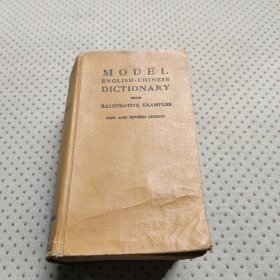 MODEL
ENGLISH-CHINESE
DICTIONARY
WITH
ILLUSTRATIVE EXAMPLES
NEW AND REVISED EDITION